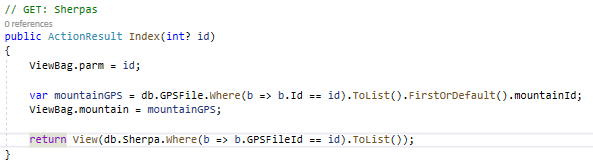 // GET: Sherpas
0 references
public ActionResult Index(int? id)
{
ViewBag.parm = id;
var mountainGPS = db.GPSFile.Where(b => b.Id == id).ToList().FirstOrDefault().mountainId;
ViewBag.mountain = mountainGPS;
return View(db.Sherpa.Where(b => b.GPSFileId == id).ToList());
}